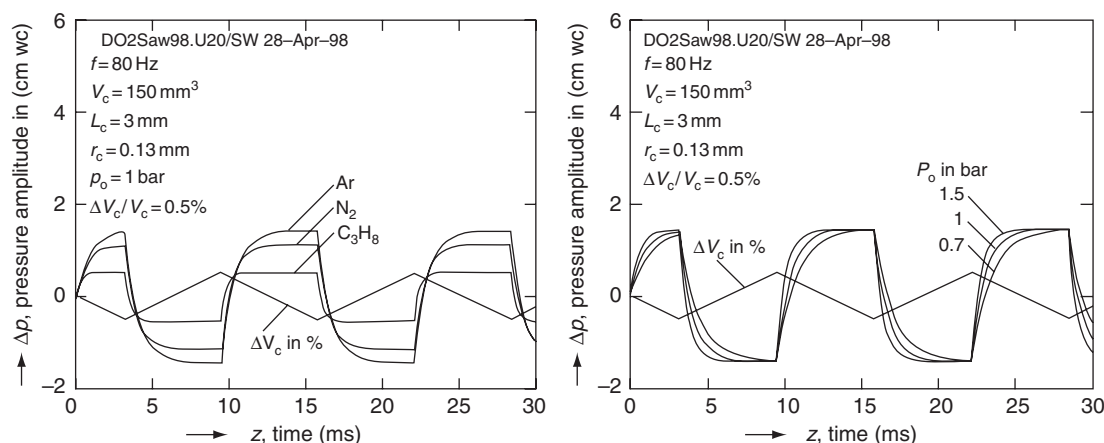 6
4
2
0
–2
Δp, pressure amplitude in (cm wc)
DO2Saw98.U20/SW 28–Apr–98
f = 80 Hz
Vc = 150 mm³
Lc = 3 mm
rc = 0.13 mm
po = 1 bar
ΔVc/Vc = 0.5%
Ar
N₂
C₃H₈
ΔVc in %
0 5 10 15 20 25 30
z, time (ms)
6
4
2
0
–2
Δp, pressure amplitude in (cm wc)
DO2Saw98.U20/SW 28–Apr–98
f = 80 Hz
Vc = 150 mm³
Lc = 3 mm
rc = 0.13 mm
ΔVc/Vc = 0.5%
Po in bar
1.5
1
0.7
ΔVc in %
0 5 10 15 20 25 30
z, time (ms)